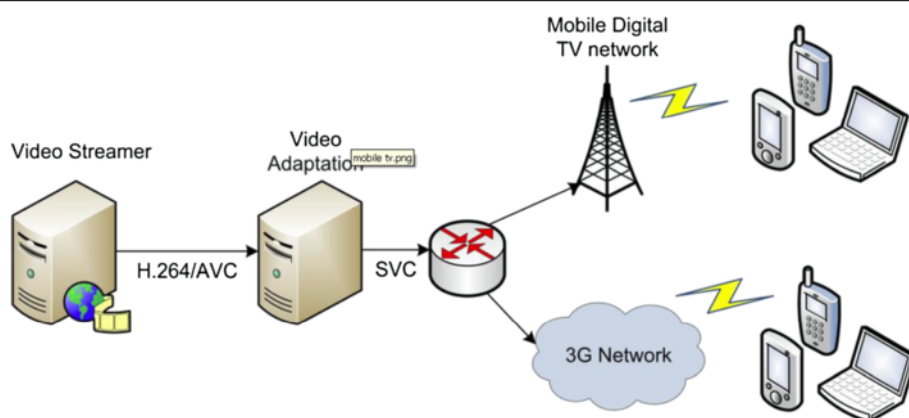 Mobile Digital
TV network
Video Streamer
Video
Adaptation
mobile tv.png
H.264/AVC
SVC
3G Network